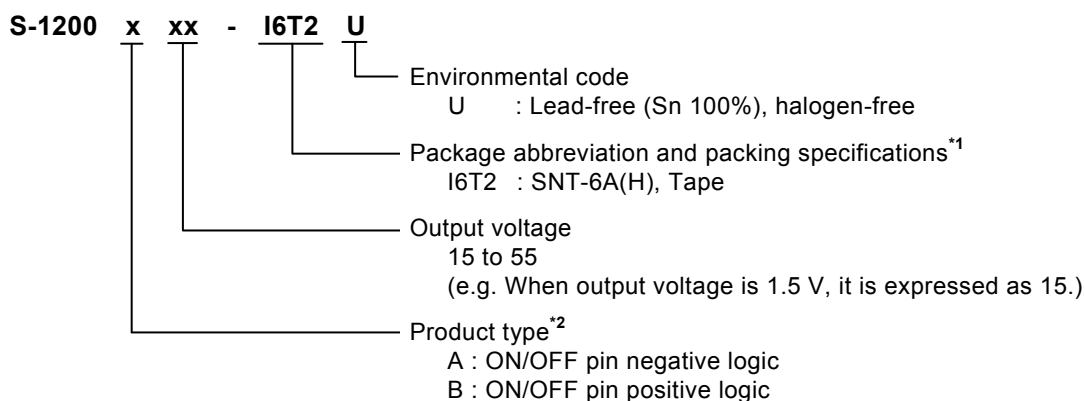 S-1200 x xx - I6T2 U
Environmental code
U : Lead-free (Sn 100%), halogen-free
Package abbreviation and packing specifications*1
I6T2 : SNT-6A(H), Tape
Output voltage
15 to 55
(e.g. When output voltage is 1.5 V, it is expressed as 15.)
Product type*2
A : ON/OFF pin negative logic
B : ON/OFF pin positive logic